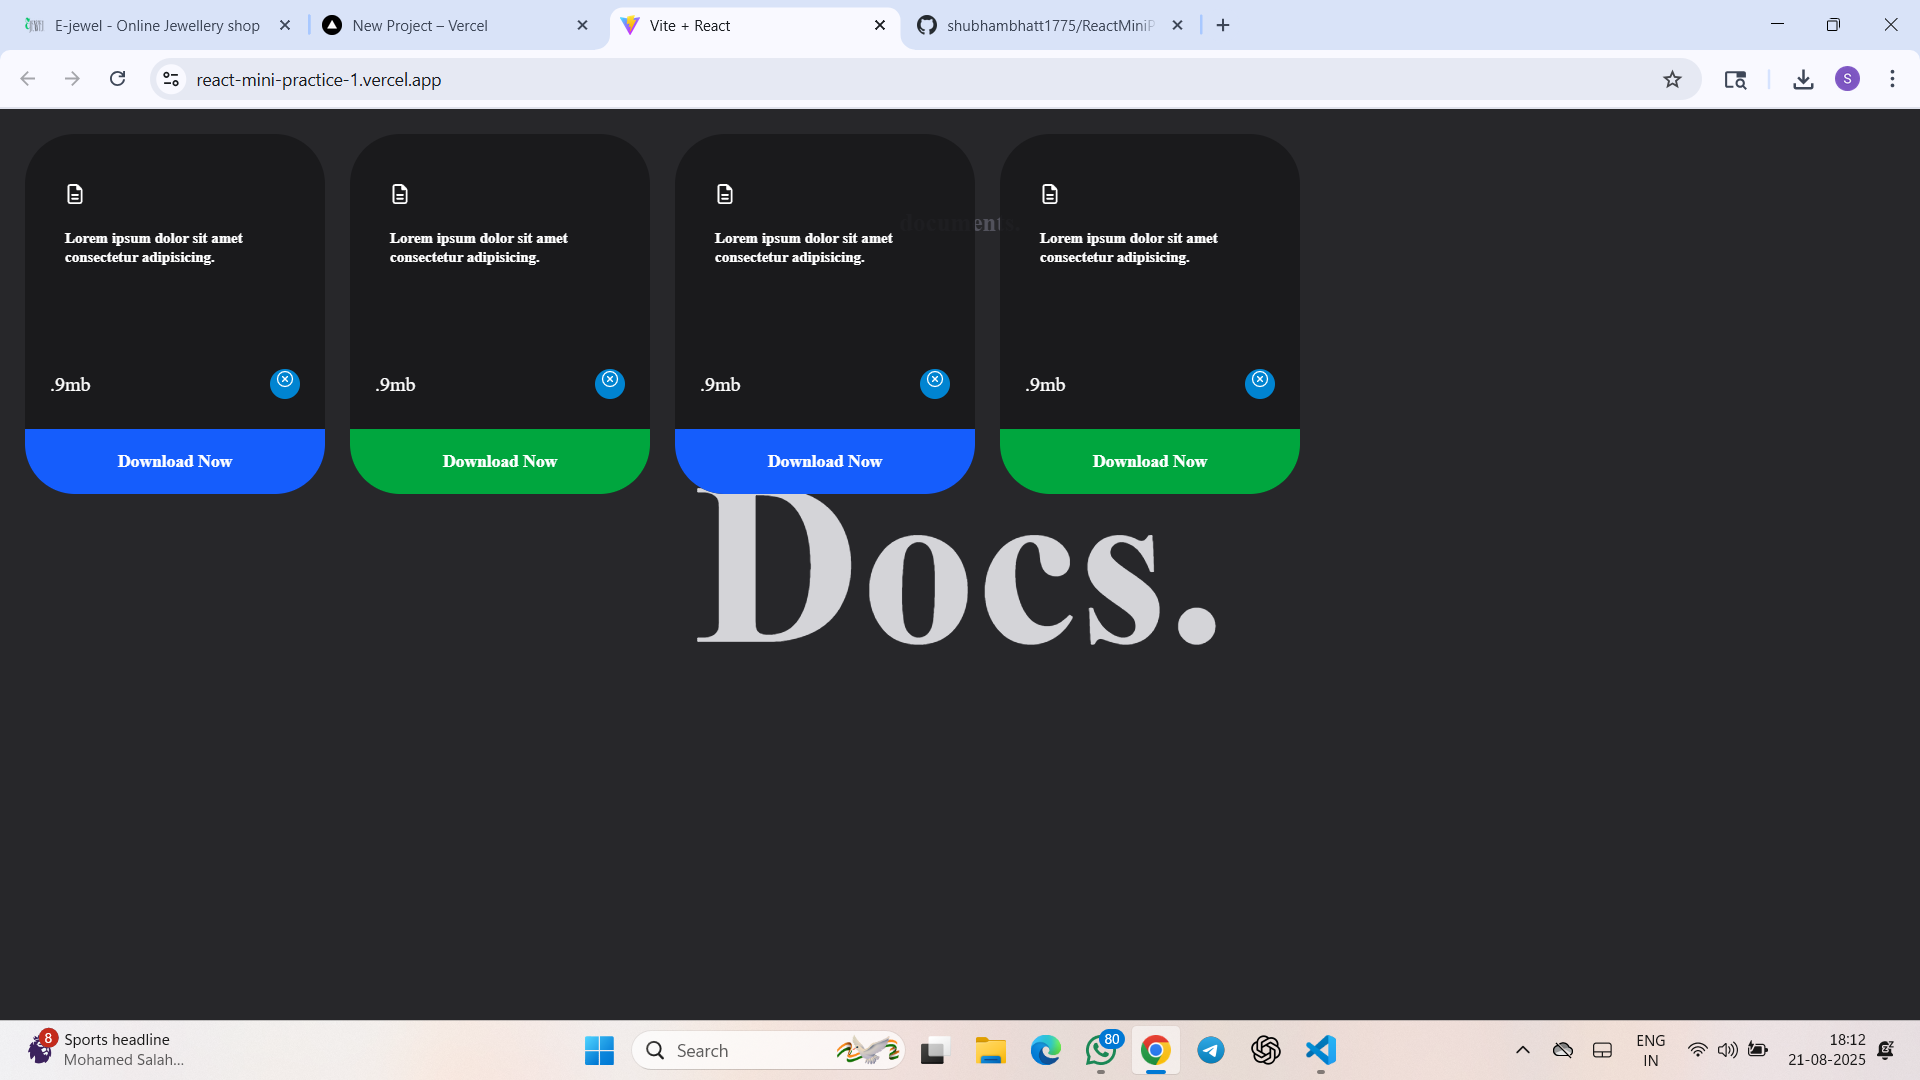 E-jewel - Online Jewellery shop
New Project – Vercel
Vite + React
shubhambhatt1775/ReactMiniP
react-mini-practice-1.vercel.app
S
documents.
Lorem ipsum dolor sit amet
consectetur adipisicing.
.9mb
Download Now
Lorem ipsum dolor sit amet
consectetur adipisicing.
.9mb
Download Now
Lorem ipsum dolor sit amet
consectetur adipisicing.
.9mb
Download Now
Lorem ipsum dolor sit amet
consectetur adipisicing.
.9mb
Download Now
Docs.
8
Sports headline
Mohamed Salah...
Search
80
ENG
IN
18:12
21-08-2025